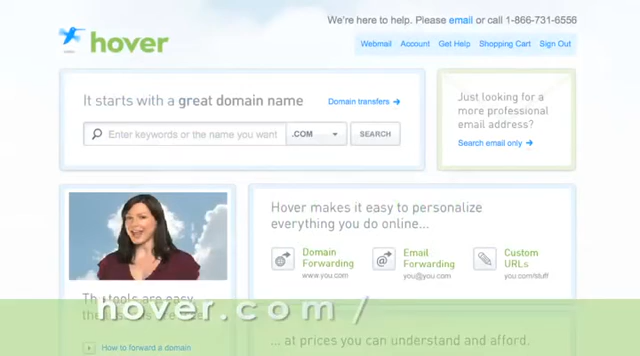 We're here to help. Please email or call 1-866-731-6556
hover
Webmail Account Get Help Shopping Cart Sign Out
It starts with a great domain name
Domain transfers
Enter keywords or the name you want
.COM
SEARCH
Just looking for a
more professional
email address?
Search email only
Hover makes it easy to personalize
everything you do online...
Domain
Forwarding
www.you.com
Email
Forwarding
you@you.com
Custom
URLs
you.com/stuff
The tools are easy,
hover.com/
How to forward a domain
... at prices you can understand and afford.